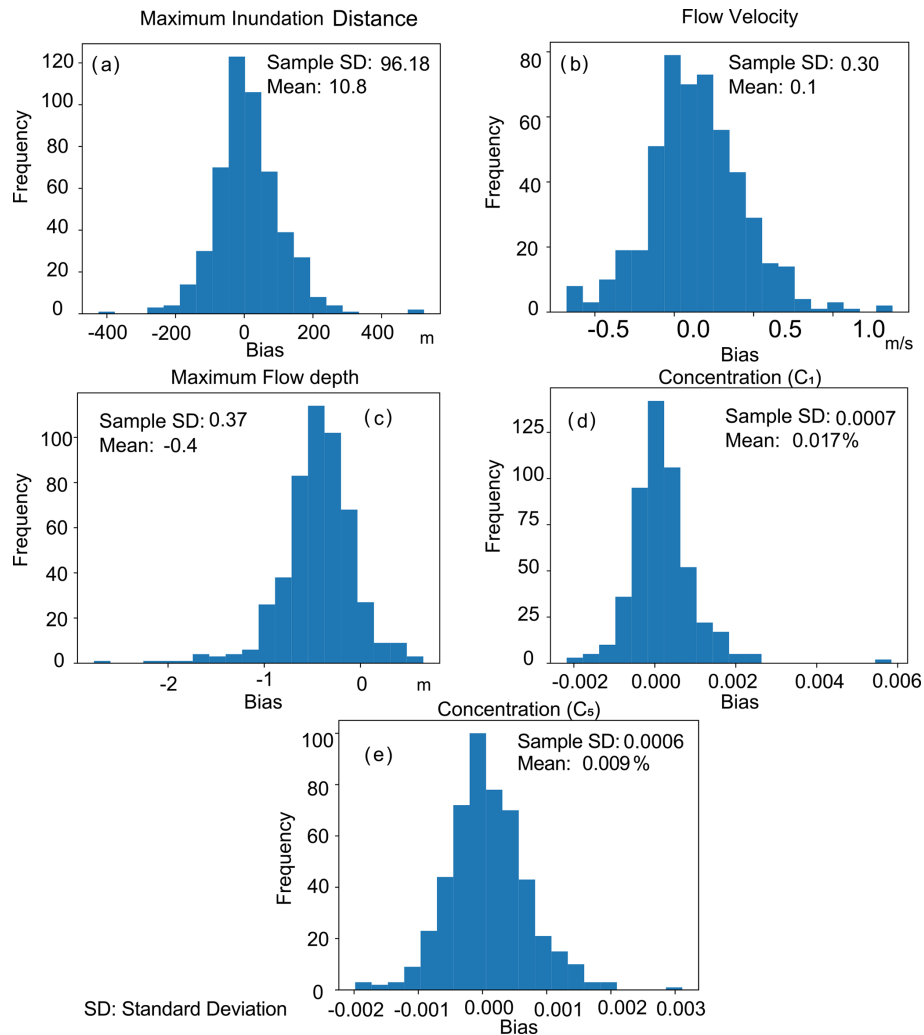 Maximum Inundation Distance
(a)
Sample SD: 96.18
Mean: 10.8
120
100
80
60
40
20
0
Frequency
-400 -200 0 200 400 m
Bias
Flow Velocity
(b)
Sample SD: 0.30
Mean: 0.1
80
60
40
20
0
Frequency
-0.5 0.0 0.5 1.0 m/s
Bias
Maximum Flow depth
Sample SD: 0.37
Mean: -0.4
(c)
100
80
60
40
20
0
Frequency
-2 -1 0 m
Bias
Concentration (C₁)
(d)
Sample SD: 0.0007
Mean: 0.017%
125
100
75
50
25
0
Frequency
-0.002 0.000 0.002 0.004 0.006
Bias
Concentration (C₅)
(e)
Sample SD: 0.0006
Mean: 0.009%
100
80
60
40
20
0
Frequency
-0.002 -0.001 0.000 0.001 0.002 0.003
Bias
SD: Standard Deviation